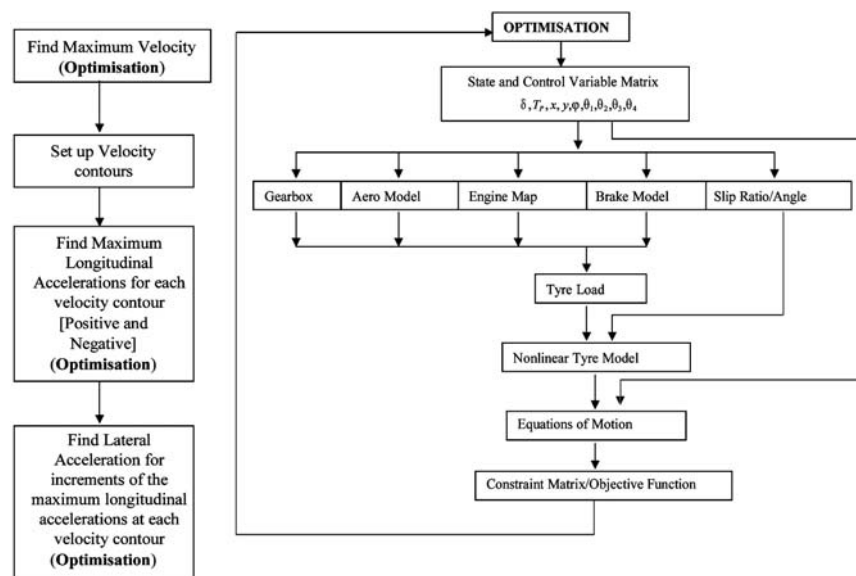 Find Maximum Velocity
(Optimisation)
Set up Velocity
contours
Find Maximum
Longitudinal
Accelerations for each
velocity contour
[Positive and
Negative]
(Optimisation)
Find Lateral
Acceleration for
increments of the
maximum longitudinal
accelerations at each
velocity contour
(Optimisation)
OPTIMISATION
State and Control Variable Matrix
δ, Tₚ, x, y, φ, θ₁, θ₂, θ₃, θ₄
Gearbox
Aero Model
Engine Map
Brake Model
Slip Ratio/Angle
Tyre Load
Nonlinear Tyre Model
Equations of Motion
Constraint Matrix/Objective Function